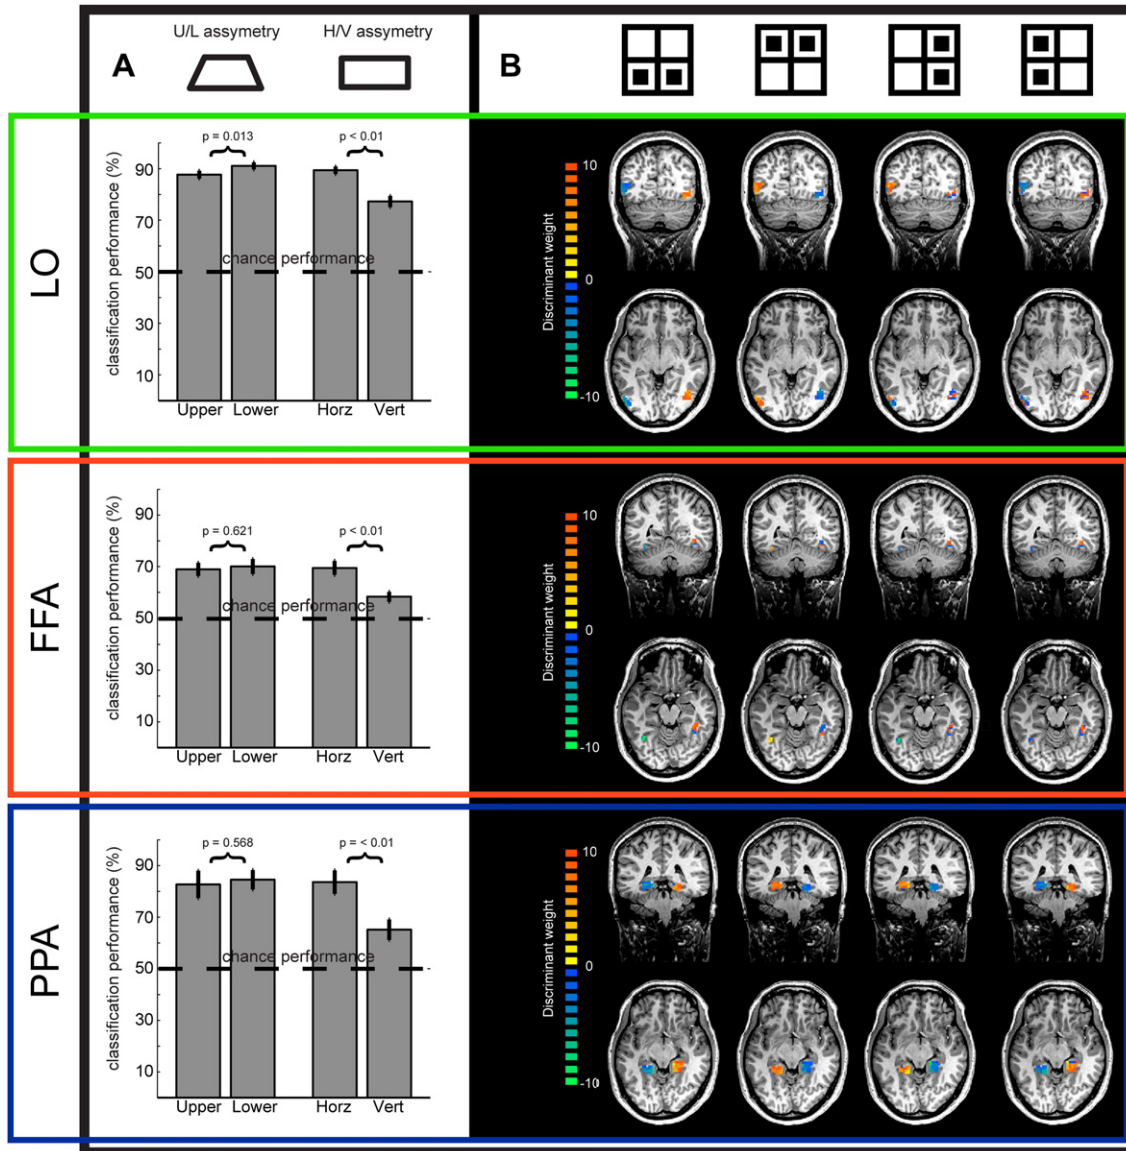 A
U/L assymetry
H/V assymetry
B
LO
classification performance (%)
90
70
50
30
10
p = 0.013
p < 0.01
chance performance
Upper
Lower
Horz
Vert
Discriminant weight
10
0
-10
FFA
classification performance (%)
90
70
50
30
10
p = 0.621
p < 0.01
chance performance
Upper
Lower
Horz
Vert
Discriminant weight
10
0
-10
PPA
classification performance (%)
90
70
50
30
10
p = 0.568
p = < 0.01
chance performance
Upper
Lower
Horz
Vert
Discriminant weight
10
0
-10